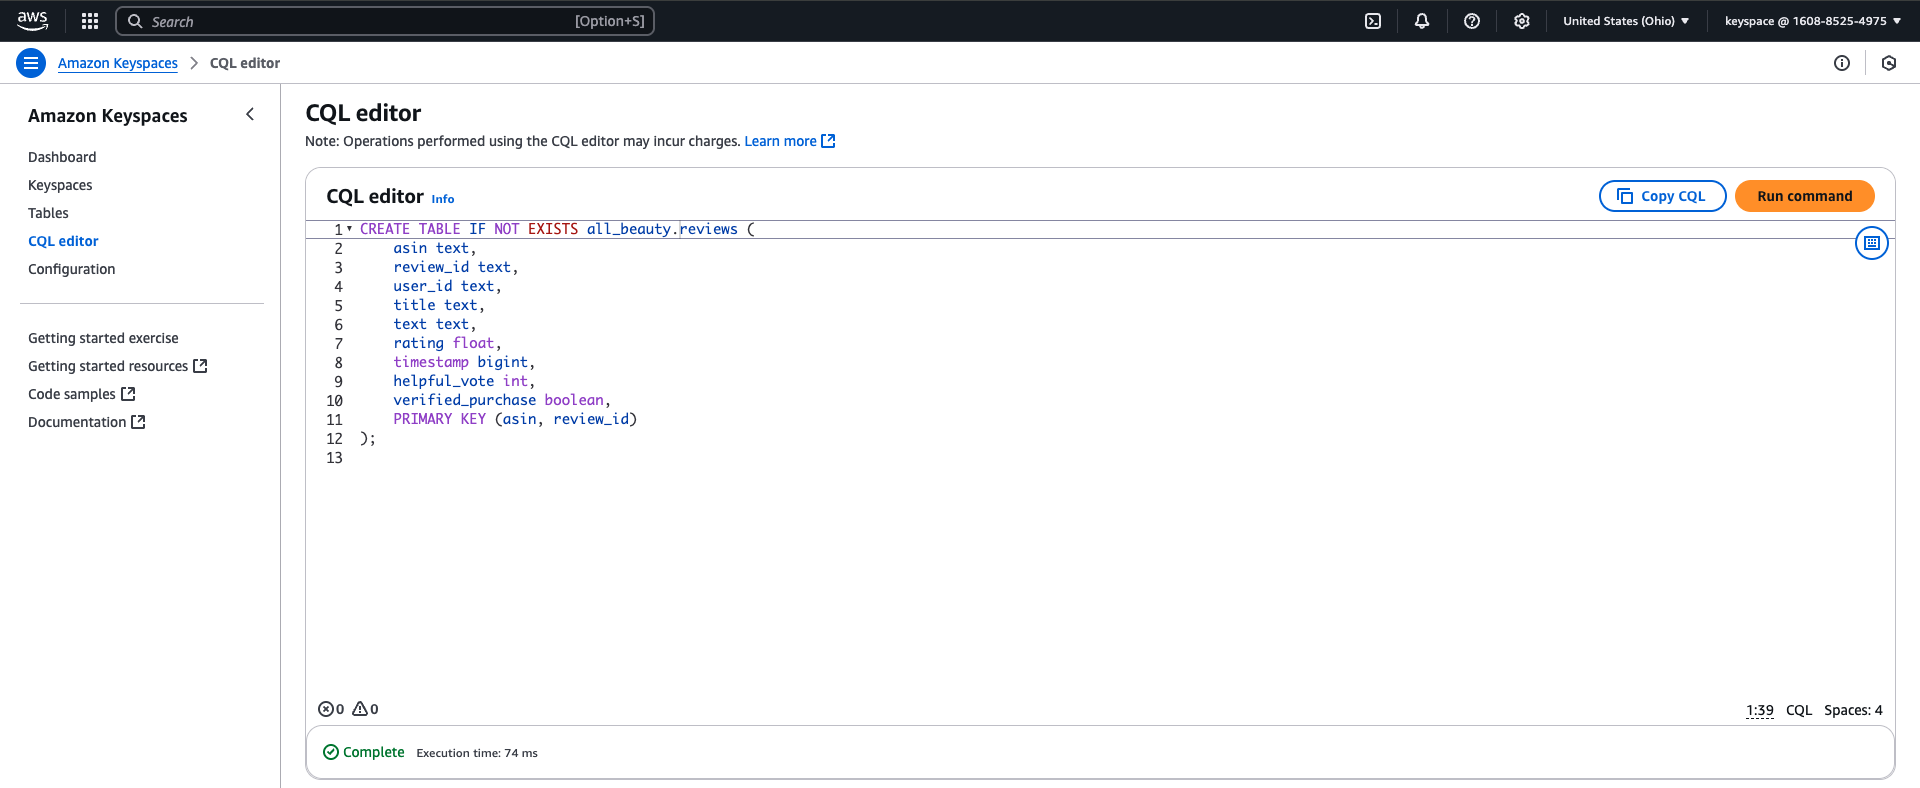 aws
Search
[Option+S]
United States (Ohio)
keyspace @ 1608-8525-4975
Amazon Keyspaces
CQL editor
Amazon Keyspaces
Dashboard
Keyspaces
Tables
CQL editor
Configuration
Getting started exercise
Getting started resources
Code samples
Documentation
CQL editor
Note: Operations performed using the CQL editor may incur charges. Learn more
CQL editor Info
Copy CQL
Run command
1 CREATE TABLE IF NOT EXISTS all_beauty.reviews (
2     asin text,
3     review_id text,
4     user_id text,
5     title text,
6     text text,
7     rating float,
8     timestamp bigint,
9     helpful_vote int,
10     verified_purchase boolean,
11     PRIMARY KEY (asin, review_id)
12 );
13
0 0
1:39 CQL Spaces: 4
Complete Execution time: 74 ms